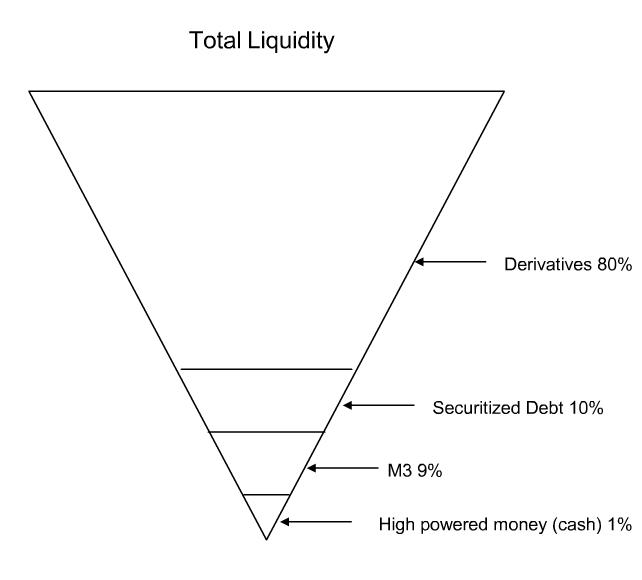 Total Liquidity
Derivatives 80%
Securitized Debt 10%
M3 9%
High powered money (cash) 1%